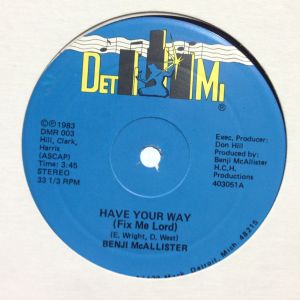 DET MI
℗©1983
DMR 003
Hill, Clark,
Harris
(ASCAP)
Time: 3:45
STEREO
33 1/3 RPM
Exec, Producer:
Don Hill
Produced by:
Benji McAllister
H.C.H.
Productions
403051A
HAVE YOUR WAY
(Fix Me Lord)
(E. Wright, D. West)
BENJI McALLISTER
Mark, Detroit, Mich 48215